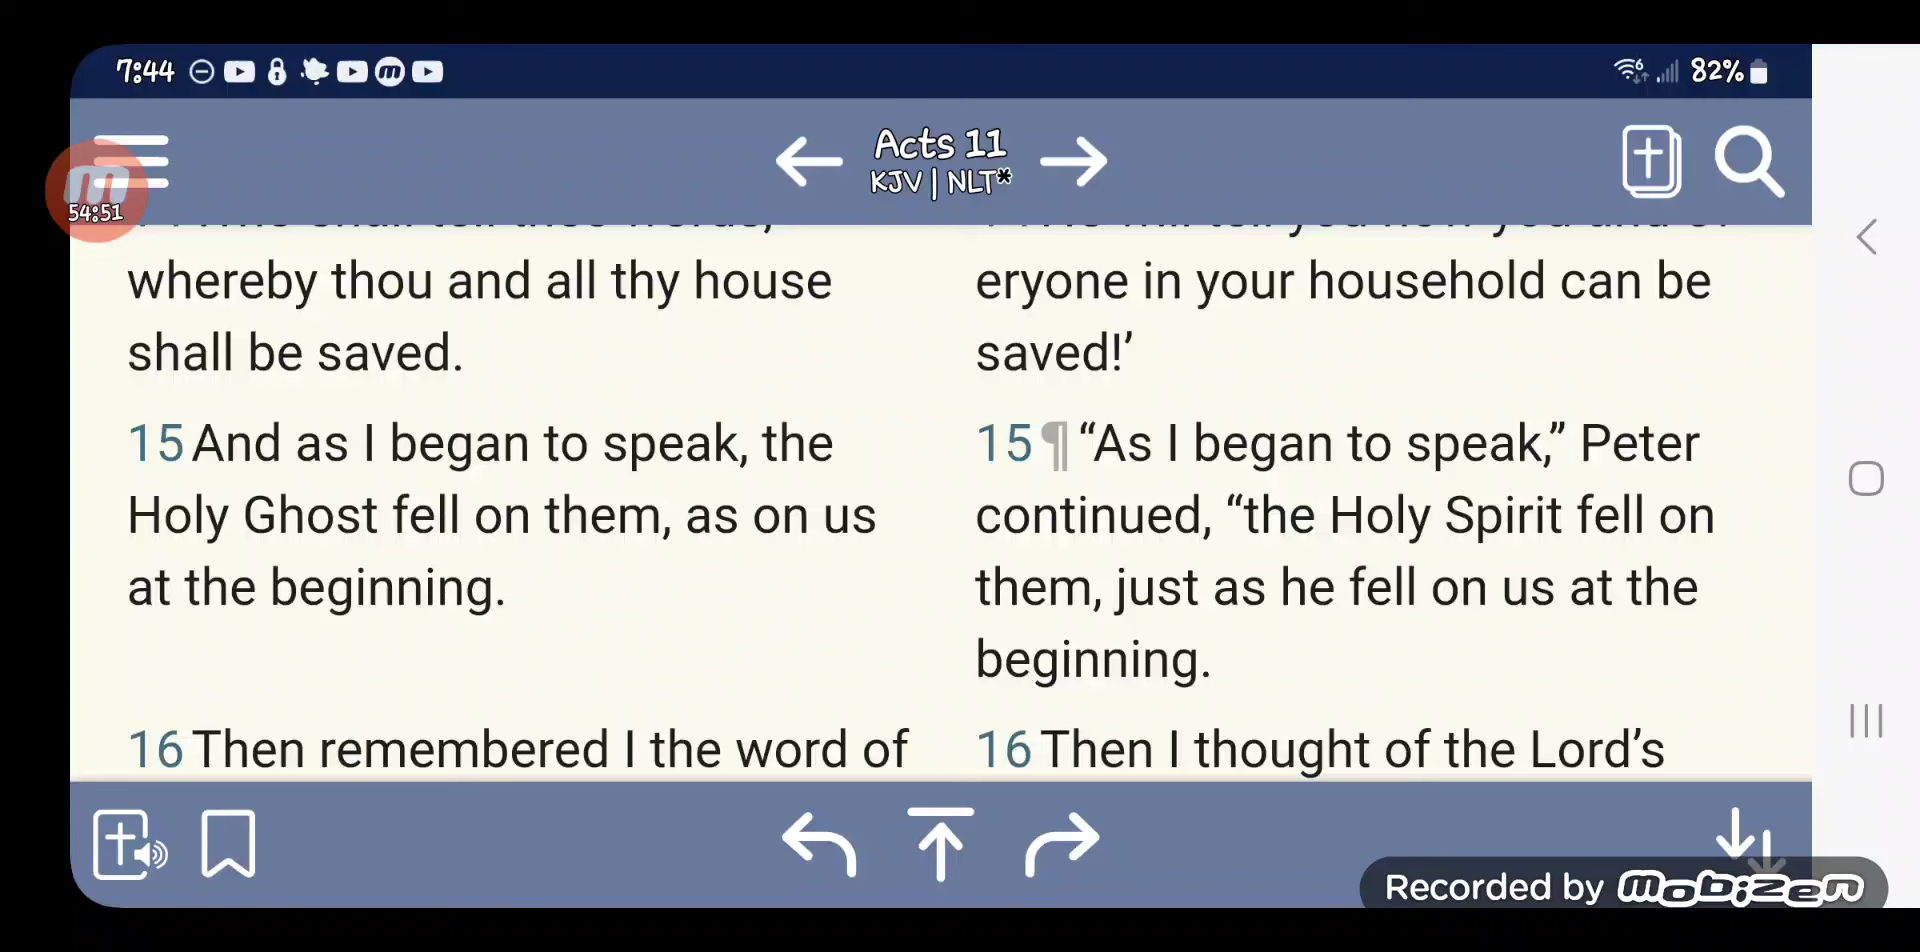 7:44
82%
Acts 11
KJV | NLT*
54:51
whereby thou and all thy house
shall be saved.
15 And as I began to speak, the
Holy Ghost fell on them, as on us
at the beginning.
16 Then remembered I the word of
eryone in your household can be
saved!’
15 ¶ “As I began to speak,” Peter
continued, “the Holy Spirit fell on
them, just as he fell on us at the
beginning.
16 Then I thought of the Lord’s
Recorded by Mobizen